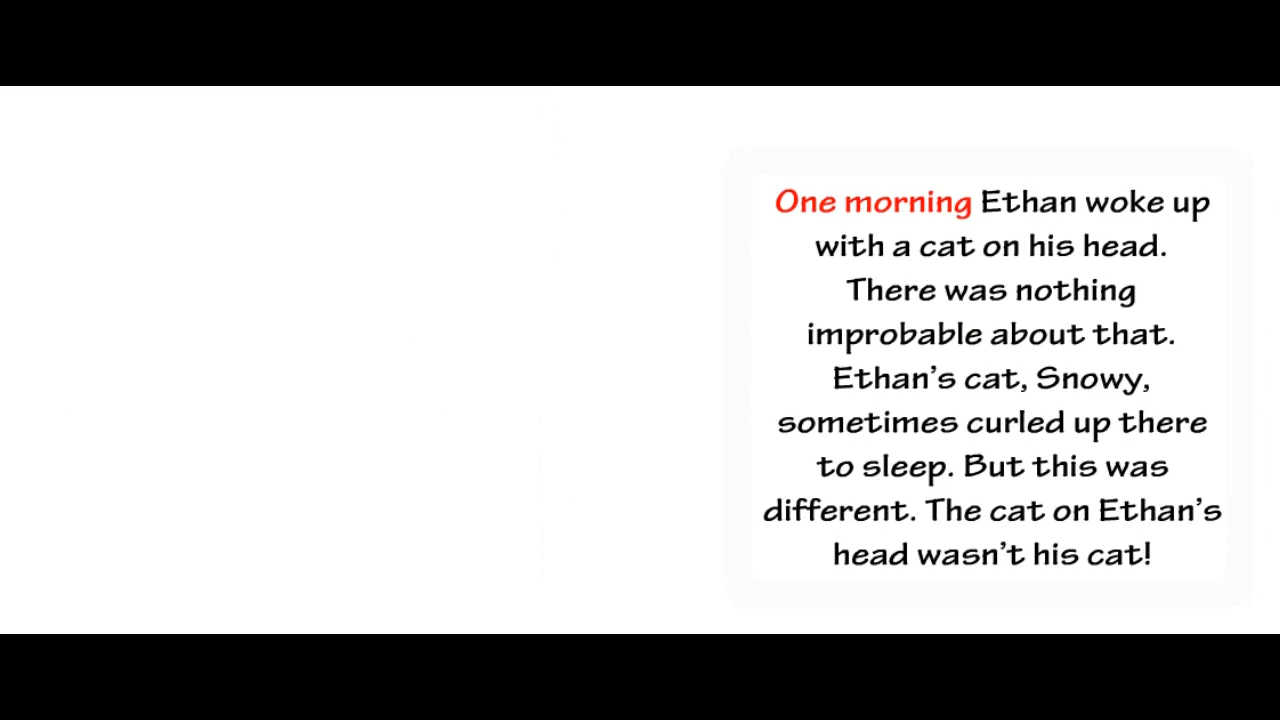 One morning Ethan woke up
with a cat on his head.
There was nothing
improbable about that.
Ethan's cat, Snowy,
sometimes curled up there
to sleep. But this was
different. The cat on Ethan's
head wasn't his cat!